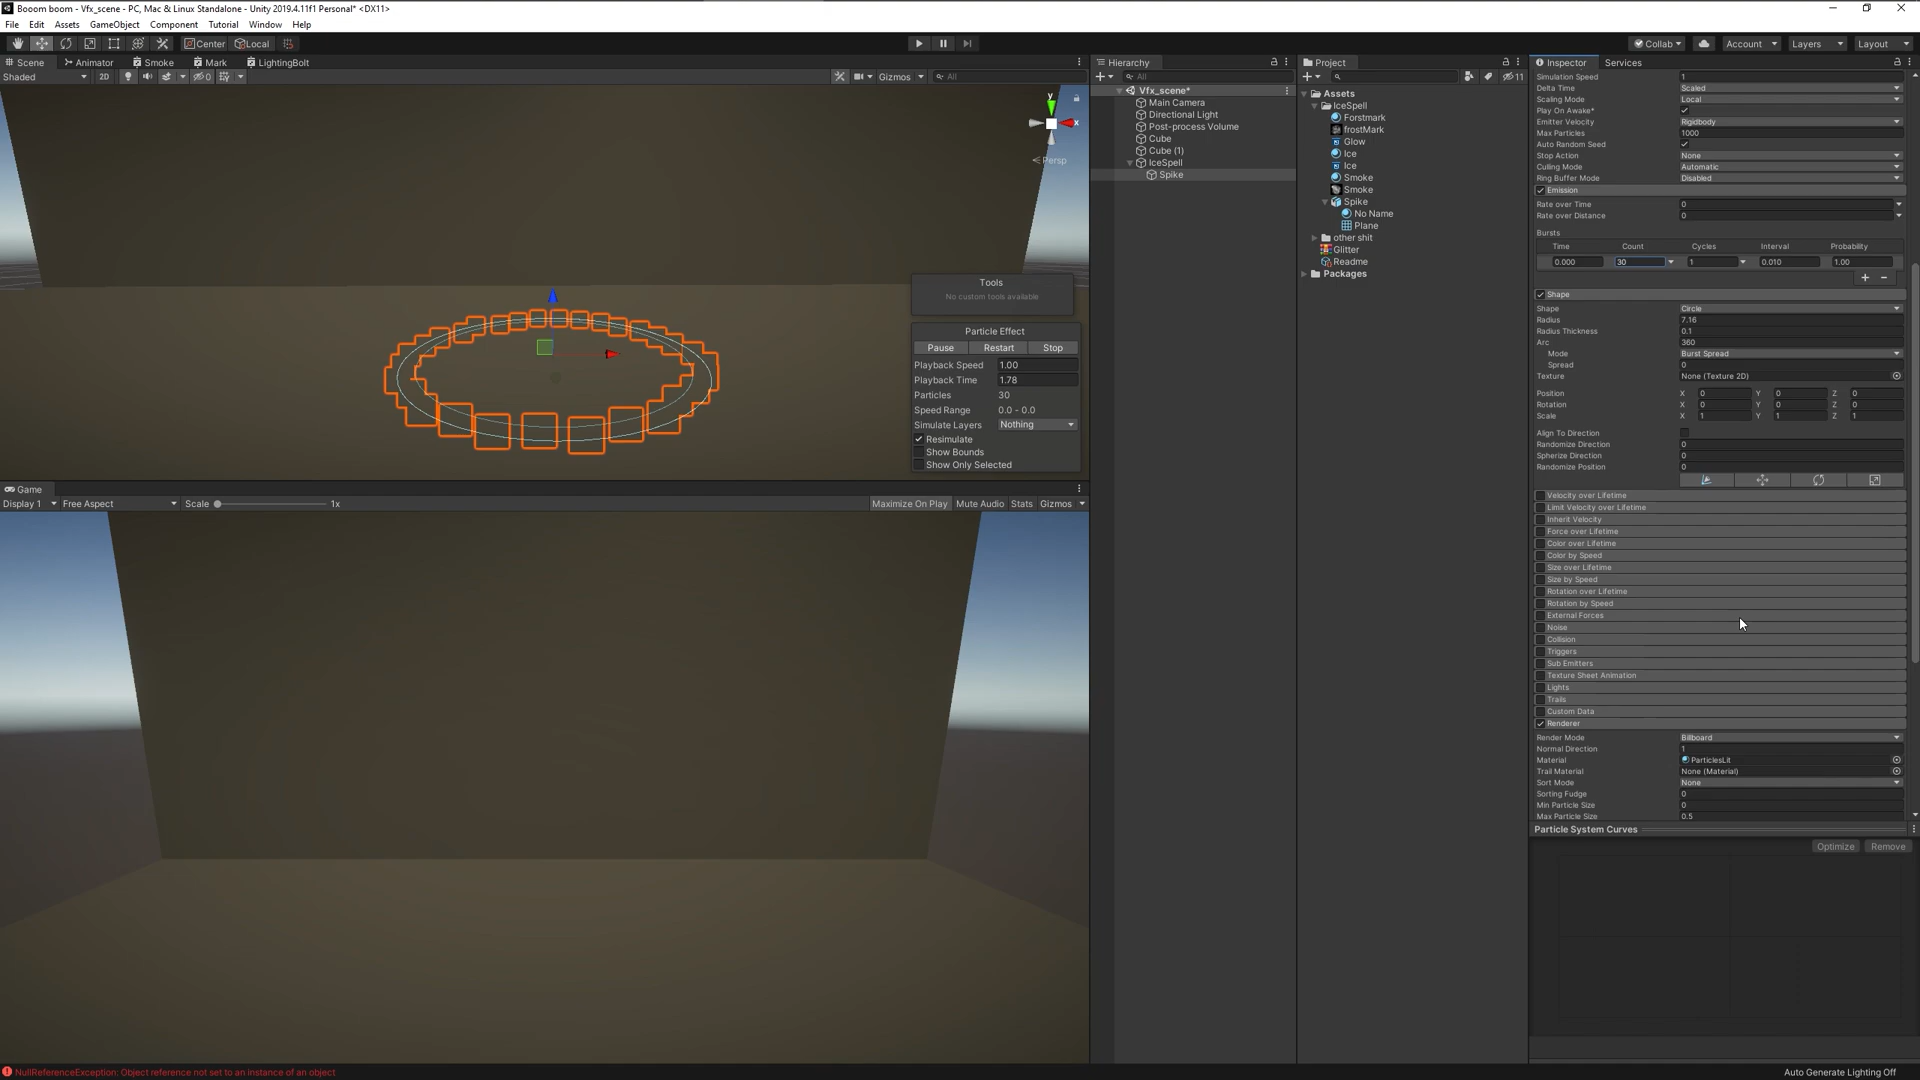 Booom boom - Vfx_scene - PC, Mac & Linux Standalone - Unity 2019.4.11f1 Personal* <DX11>
File Edit Assets GameObject Component Tutorial Window Help
Center Local
Collab Account Layers Layout
Scene Animator Smoke Mark LightingBolt
Shaded 2D 0 Gizmos All
y
x
Persp
Tools
No custom tools available
Particle Effect
Pause Restart Stop
Playback Speed 1.00
Playback Time 1.78
Particles 30
Speed Range 0.0 - 0.0
Simulate Layers Nothing
Resimulate
Show Bounds
Show Only Selected
Game
Display 1 Free Aspect Scale 1x Maximize On Play Mute Audio Stats Gizmos
Hierarchy
All
Vfx_scene*
Main Camera
Directional Light
Post-process Volume
Cube
Cube (1)
IceSpell
Spike
Project
11
Assets
IceSpell
Forstmark
frostMark
Glow
Ice
Ice
Smoke
Smoke
Spike
No Name
Plane
other shit
Glitter
Readme
Packages
Inspector Services
Simulation Speed 1
Delta Time Scaled
Scaling Mode Local
Play On Awake*
Emitter Velocity Rigidbody
Max Particles 1000
Auto Random Seed
Stop Action None
Culling Mode Automatic
Ring Buffer Mode Disabled
Emission
Rate over Time 0
Rate over Distance 0
Bursts
Time Count Cycles Interval Probability
0.000 30 1 0.010 1.00
Shape
Shape Circle
Radius 7.16
Radius Thickness 0.1
Arc 360
Mode Burst Spread
Spread 0
Texture None (Texture 2D)
Position X 0 Y 0 Z 0
Rotation X 0 Y 0 Z 0
Scale X 1 Y 1 Z 1
Align To Direction
Randomize Direction 0
Spherize Direction 0
Randomize Position 0
Velocity over Lifetime
Limit Velocity over Lifetime
Inherit Velocity
Force over Lifetime
Color over Lifetime
Color by Speed
Size over Lifetime
Size by Speed
Rotation over Lifetime
Rotation by Speed
External Forces
Noise
Collision
Triggers
Sub Emitters
Texture Sheet Animation
Lights
Trails
Custom Data
Renderer
Render Mode Billboard
Normal Direction 1
Material ParticlesLit
Trail Material None (Material)
Sort Mode None
Sorting Fudge 0
Min Particle Size 0
Max Particle Size 0.5
Particle System Curves
Optimize Remove
NullReferenceException: Object reference not set to an instance of an object
Auto Generate Lighting Off